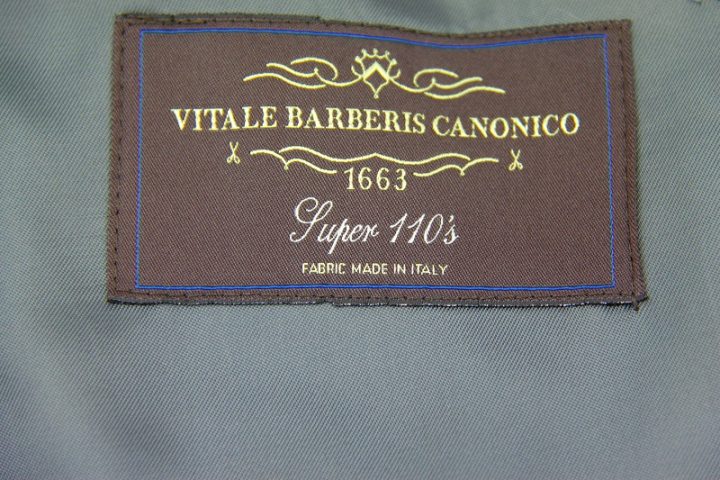 VITALE BARBERIS CANONICO
1663
Super 110's
FABRIC MADE IN ITALY